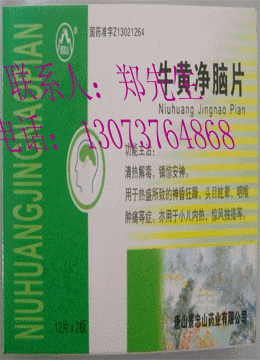 国药准字Z13021264
牛黄净脑片
Niuhuang Jingnao Pian
联系人：郑先生
电话：13073764868
功能主治：
清热解毒，镇惊安神。
用于热盛所致的神昏狂躁，头目眩晕，咽喉
肿痛等症。亦用于小儿内热，惊风抽搐等。
NIUHUANGJINGNAOPIAN
12片×2板
唐山景忠山药业有限公司